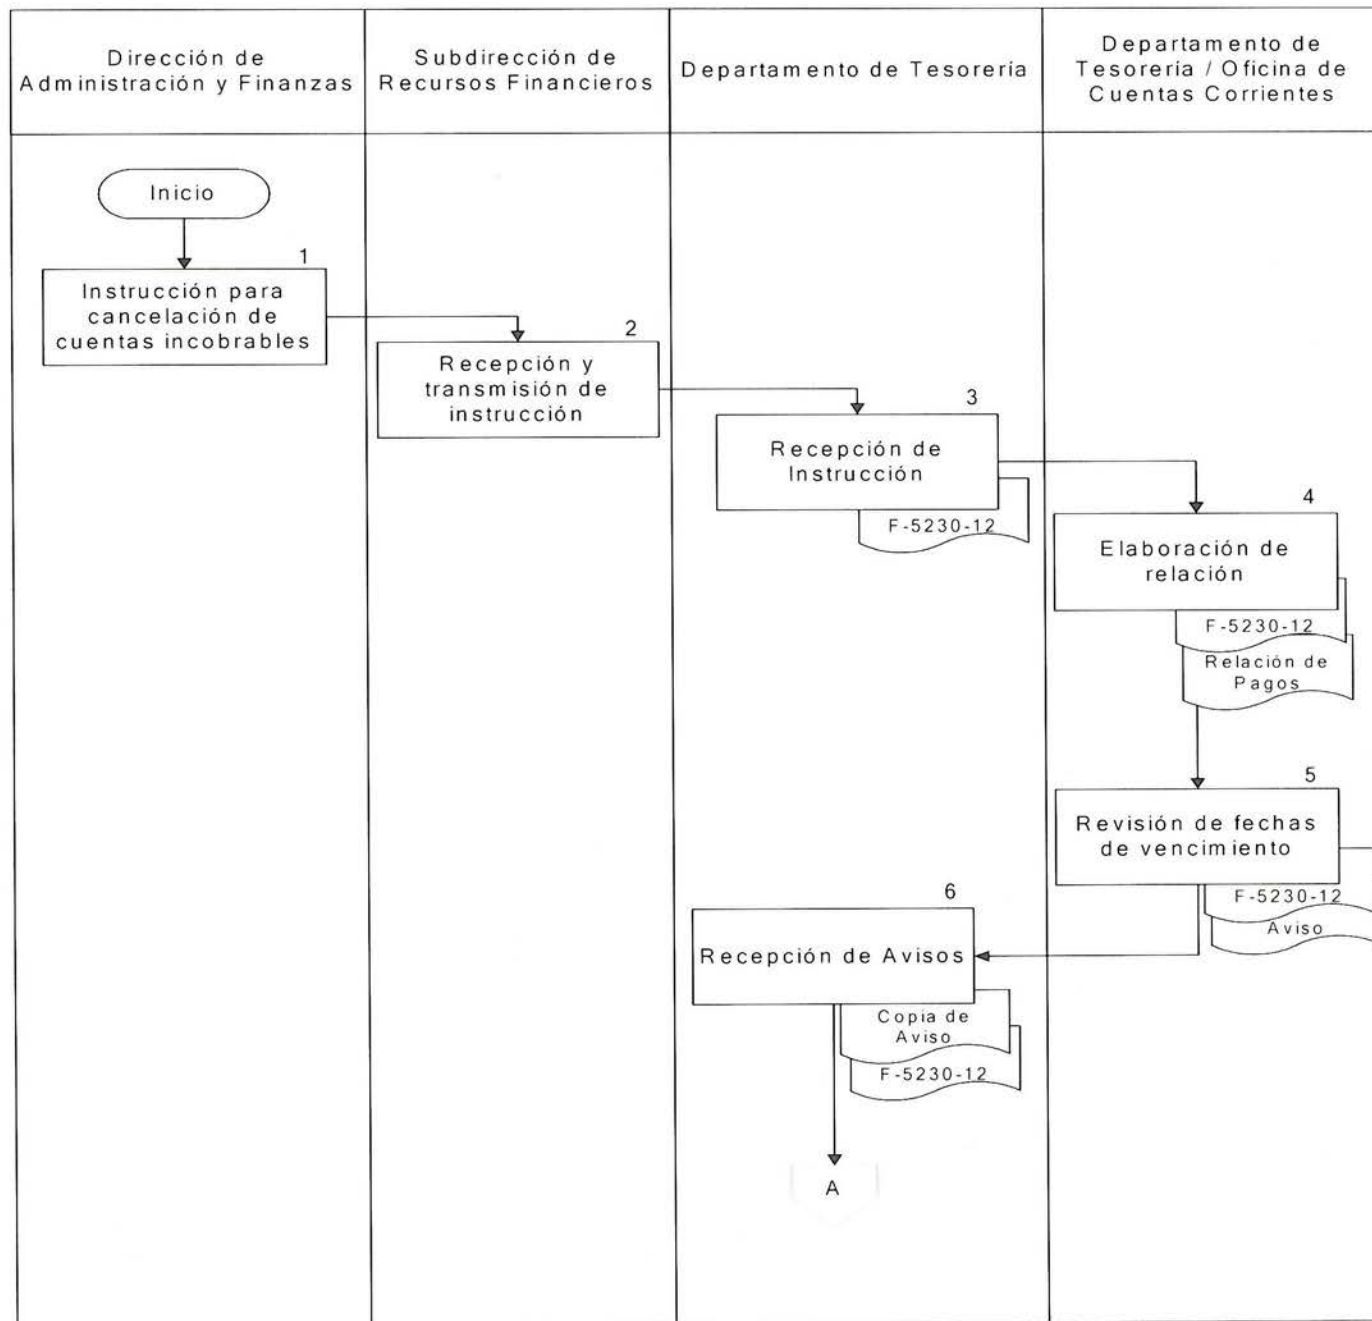 Dirección de
Administración y Finanzas
Subdirección de
Recursos Financieros
Departamento de Tesorería
Departamento de
Tesorería / Oficina de
Cuentas Corrientes
Inicio
1
Instrucción para
cancelación de
cuentas incobrables
2
Recepción y
transmisión de
instrucción
3
Recepción de
Instrucción
F-5230-12
4
Elaboración de
relación
F-5230-12
Relación de
Pagos
5
Revisión de fechas
de vencimiento
F-5230-12
Aviso
6
Recepción de Avisos
Copia de
Aviso
F-5230-12
A